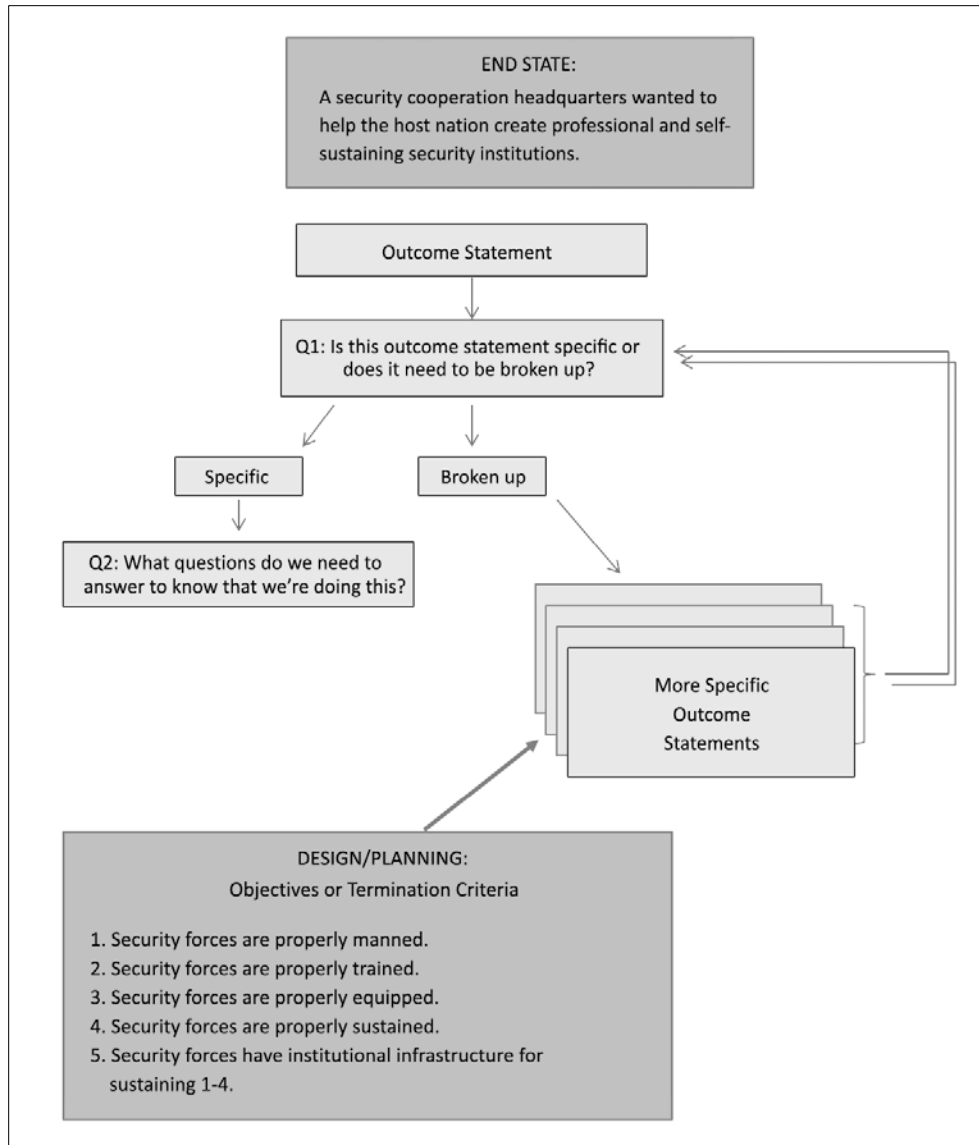 END STATE:
A security cooperation headquarters wanted to
help the host nation create professional and self-
sustaining security institutions.
Outcome Statement
Q1: Is this outcome statement specific or
does it need to be broken up?
Specific
Broken up
Q2: What questions do we need to
answer to know that we’re doing this?
More Specific
Outcome
Statements
DESIGN/PLANNING:
Objectives or Termination Criteria
1. Security forces are properly manned.
2. Security forces are properly trained.
3. Security forces are properly equipped.
4. Security forces are properly sustained.
5. Security forces have institutional infrastructure for
sustaining 1-4.